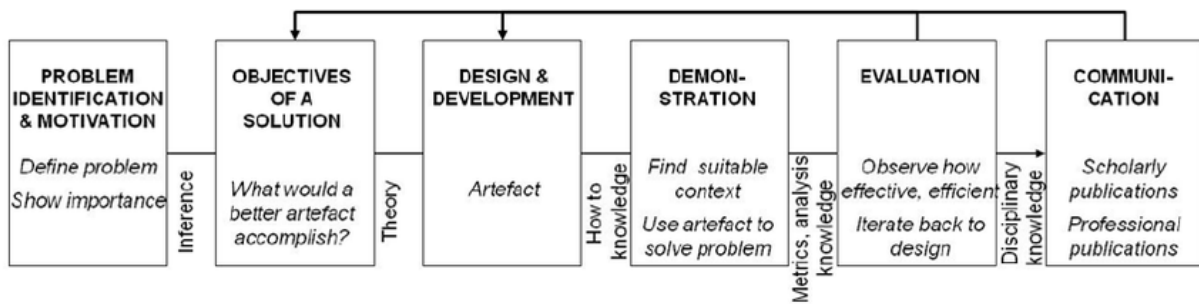 PROBLEM
IDENTIFICATION
& MOTIVATION
Define problem
Show importance
Inference
OBJECTIVES
OF A
SOLUTION
What would a
better artefact
accomplish?
Theory
DESIGN &
DEVELOPMENT
Artefact
How to
knowledge
DEMON-
STRATION
Find suitable
context
Use artefact to
solve problem
Metrics, analysis
knowledge
EVALUATION
Observe how
effective, efficient
Iterate back to
design
Disciplinary
knowledge
COMMUNI-
CATION
Scholarly
publications
Professional
publications